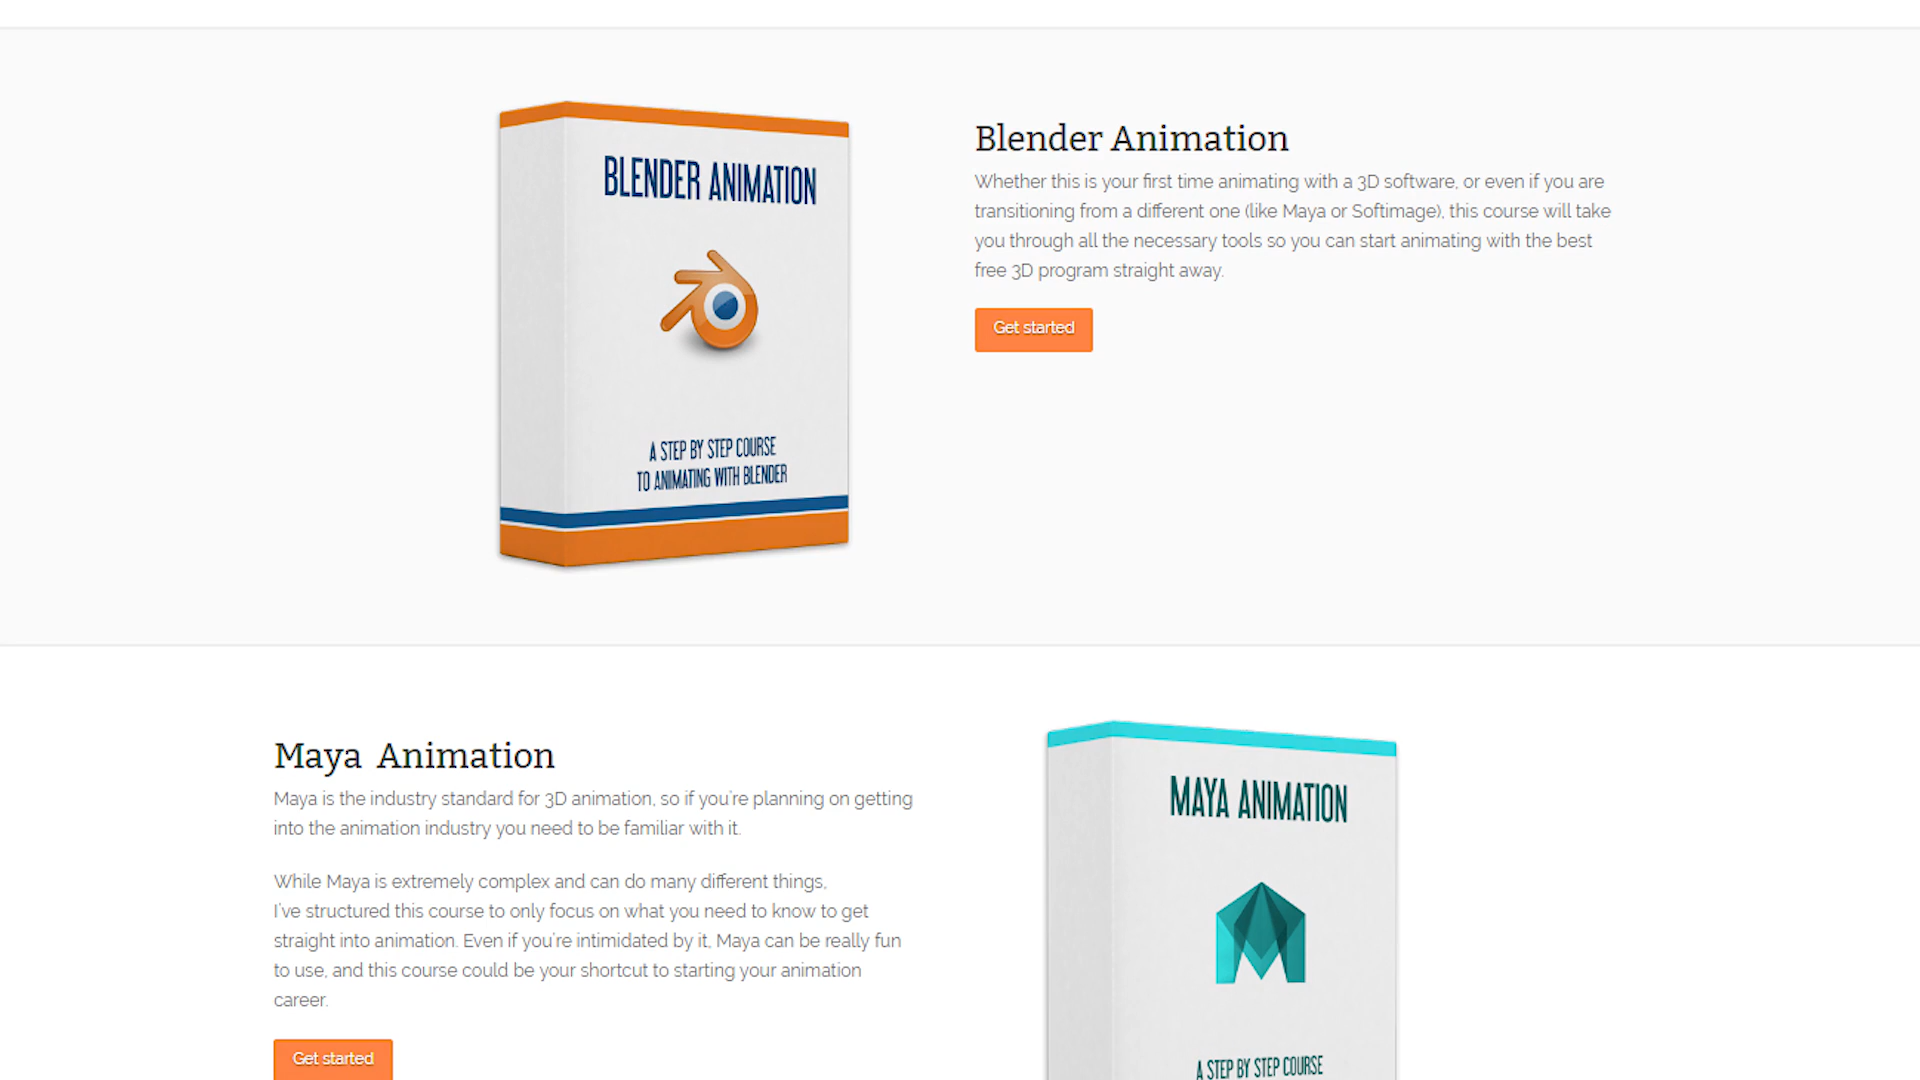 BLENDER ANIMATION
A STEP BY STEP COURSE
TO ANIMATING WITH BLENDER
Blender Animation
Whether this is your first time animating with a 3D software, or even if you are
transitioning from a different one (like Maya or Softimage), this course will take
you through all the necessary tools so you can start animating with the best
free 3D program straight away.
Get started
Maya Animation
Maya is the industry standard for 3D animation, so if you're planning on getting
into the animation industry you need to be familiar with it.
While Maya is extremely complex and can do many different things,
I've structured this course to only focus on what you need to know to get
straight into animation. Even if you're intimidated by it, Maya can be really fun
to use, and this course could be your shortcut to starting your animation
career.
Get started
MAYA ANIMATION
A STEP BY STEP COURSE